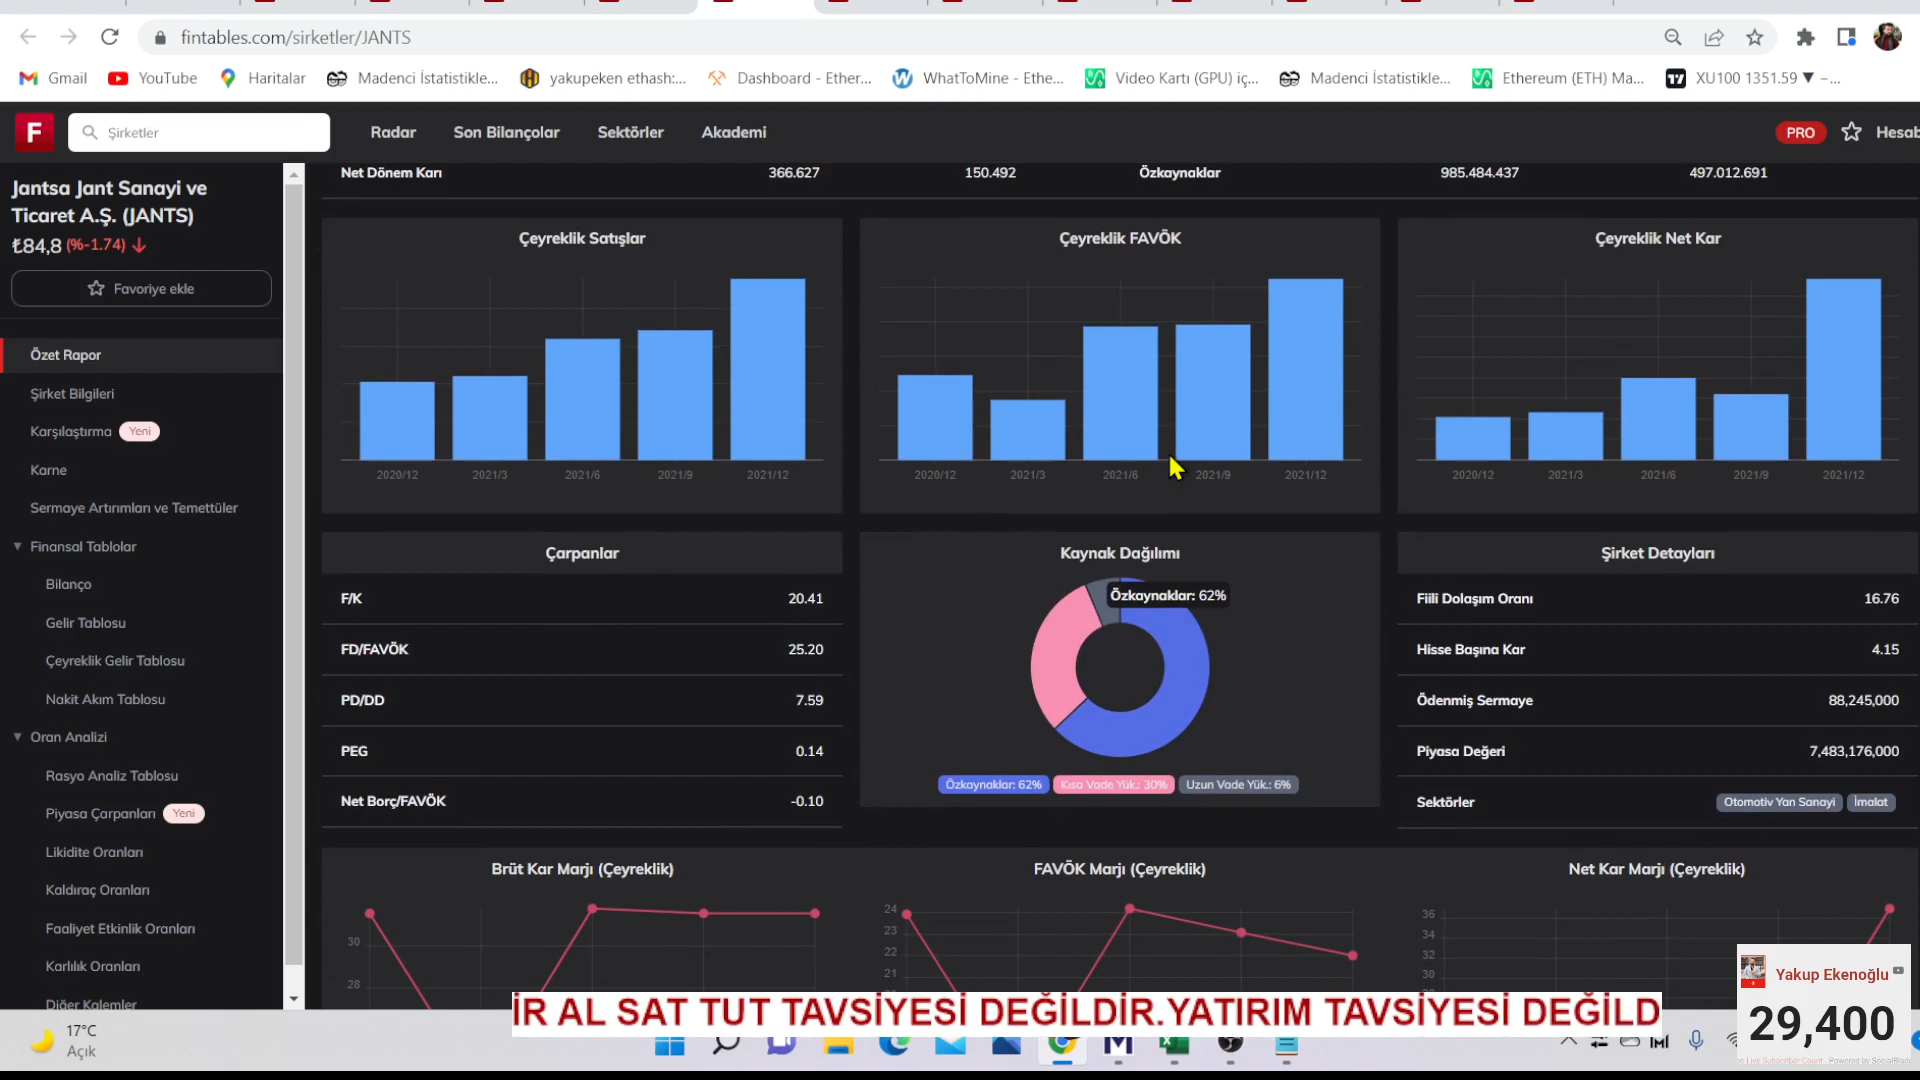 fintables.com/sirketler/JANTS
Gmail YouTube Haritalar Madenci İstatistikle... yakupeken ethash:... Dashboard - Ether... WhatToMine - Ethe... Video Kartı (GPU) iç... Madenci İstatistikle... Ethereum (ETH) Ma... XU100 1351.59 ▼ –...
F Şirketler Radar Son Bilançolar Sektörler Akademi PRO Hesab
Jantsa Jant Sanayi ve
Ticaret A.Ş. (JANTS)
₺84,8 (%-1.74)
Favoriye ekle
Özet Rapor
Şirket Bilgileri
Karşılaştırma Yeni
Karne
Sermaye Artırımları ve Temettüler
Finansal Tablolar
Bilanço
Gelir Tablosu
Çeyreklik Gelir Tablosu
Nakit Akım Tablosu
Oran Analizi
Rasyo Analiz Tablosu
Piyasa Çarpanları Yeni
Likidite Oranları
Kaldıraç Oranları
Faaliyet Etkinlik Oranları
Karlılık Oranları
Diğer Kalemler
Net Dönem Karı 366.627 150.492 Özkaynaklar 985.484.437 497.012.691
Çeyreklik Satışlar
2020/12 2021/3 2021/6 2021/9 2021/12
Çeyreklik FAVÖK
2020/12 2021/3 2021/6 2021/9 2021/12
Çeyreklik Net Kar
2020/12 2021/3 2021/6 2021/9 2021/12
Çarpanlar
F/K 20.41
FD/FAVÖK 25.20
PD/DD 7.59
PEG 0.14
Net Borç/FAVÖK -0.10
Kaynak Dağılımı
Özkaynaklar: 62%
Özkaynaklar: 62% Kısa Vade Yük.: 30% Uzun Vade Yük.: 6%
Şirket Detayları
Fiili Dolaşım Oranı 16.76
Hisse Başına Kar 4.15
Ödenmiş Sermaye 88,245,000
Piyasa Değeri 7,483,176,000
Sektörler Otomotiv Yan Sanayi İmalat
Brüt Kar Marjı (Çeyreklik)
30
28
FAVÖK Marjı (Çeyreklik)
24
23
22
21
Net Kar Marjı (Çeyreklik)
36
34
32
30
Yakup Ekenoğlu
29,400
İR AL SAT TUT TAVSİYESİ DEĞİLDİR.YATIRIM TAVSİYESİ DEĞİLD
17°C
Açık